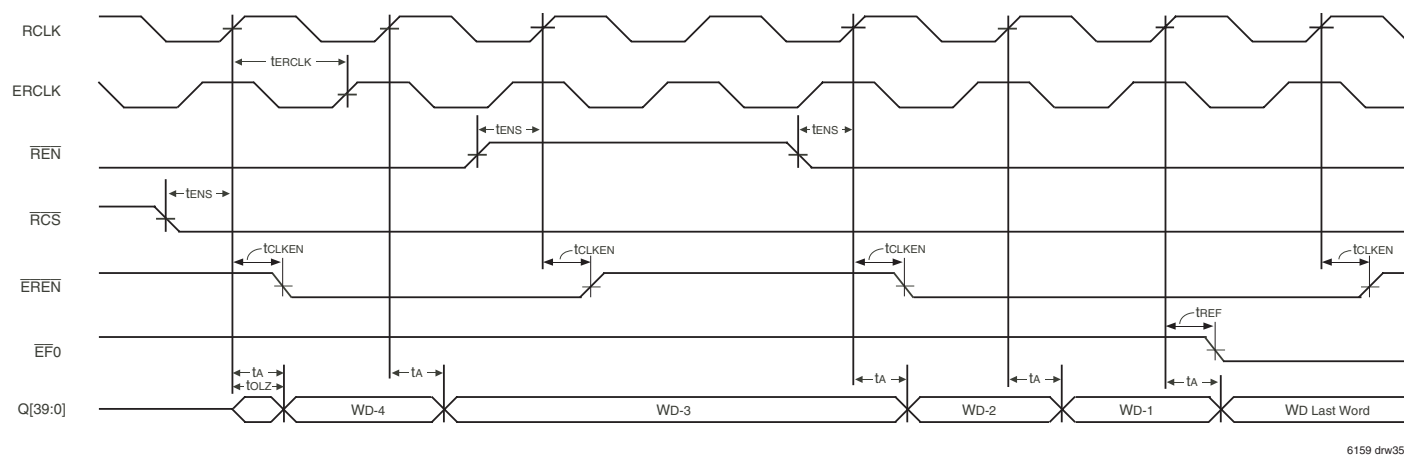 RCLK
tERCLK
ERCLK
tENS
tENS
REN
tENS
RCS
tCLKEN
tCLKEN
tCLKEN
tCLKEN
EREN
tREF
EF0
tA
tOLZ
tA
tA
tA
tA
Q[39:0]
WD-4
WD-3
WD-2
WD-1
WD Last Word
6159 drw35